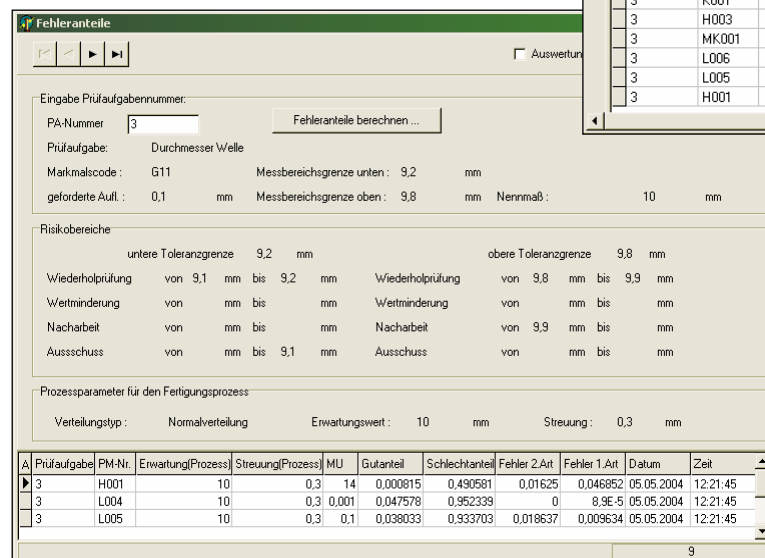 3 K001
3 H003
3 MK001
3 L006
3 L005
3 H001
Fehleranteile
Auswertun
Eingabe Prüfaufgabennummer:
PA-Nummer 3 Fehleranteile berechnen ...
Prüfaufgabe: Durchmesser Welle
Markmalscode : G11 Messbereichsgrenze unten : 9,2 mm
geforderte Aufl. : 0,1 mm Messbereichsgrenze oben : 9,8 mm Nennmaß : 10 mm
Risikobereiche
untere Toleranzgrenze 9,2 mm obere Toleranzgrenze 9,8 mm
Wiederholprüfung von 9,1 mm bis 9,2 mm Wiederholprüfung von 9,8 mm bis 9,9 mm
Wertminderung von mm bis mm Wertminderung von mm bis mm
Nacharbeit von mm bis mm Nacharbeit von 9,9 mm bis mm
Aussschuss von mm bis 9,1 mm Ausschuss von mm bis mm
Prozessparameter für den Fertigungsprozess
Verteilungstyp : Normalverteilung Erwartungswert : 10 mm Streuung : 0,3 mm
A Prüfaufgabe PM-Nr. Erwartung(Prozess) Streuung(Prozess) MU Gutanteil Schlechtanteil Fehler 2.Art Fehler 1.Art Datum Zeit
3 H001 10 0,3 14 0,000815 0,490581 0,01625 0,046852 05.05.2004 12:21:45
3 L004 10 0,3 0,001 0,047578 0,952339 0 8,9E-5 05.05.2004 12:21:45
3 L005 10 0,3 0,1 0,038033 0,933703 0,018637 0,009634 05.05.2004 12:21:45
9